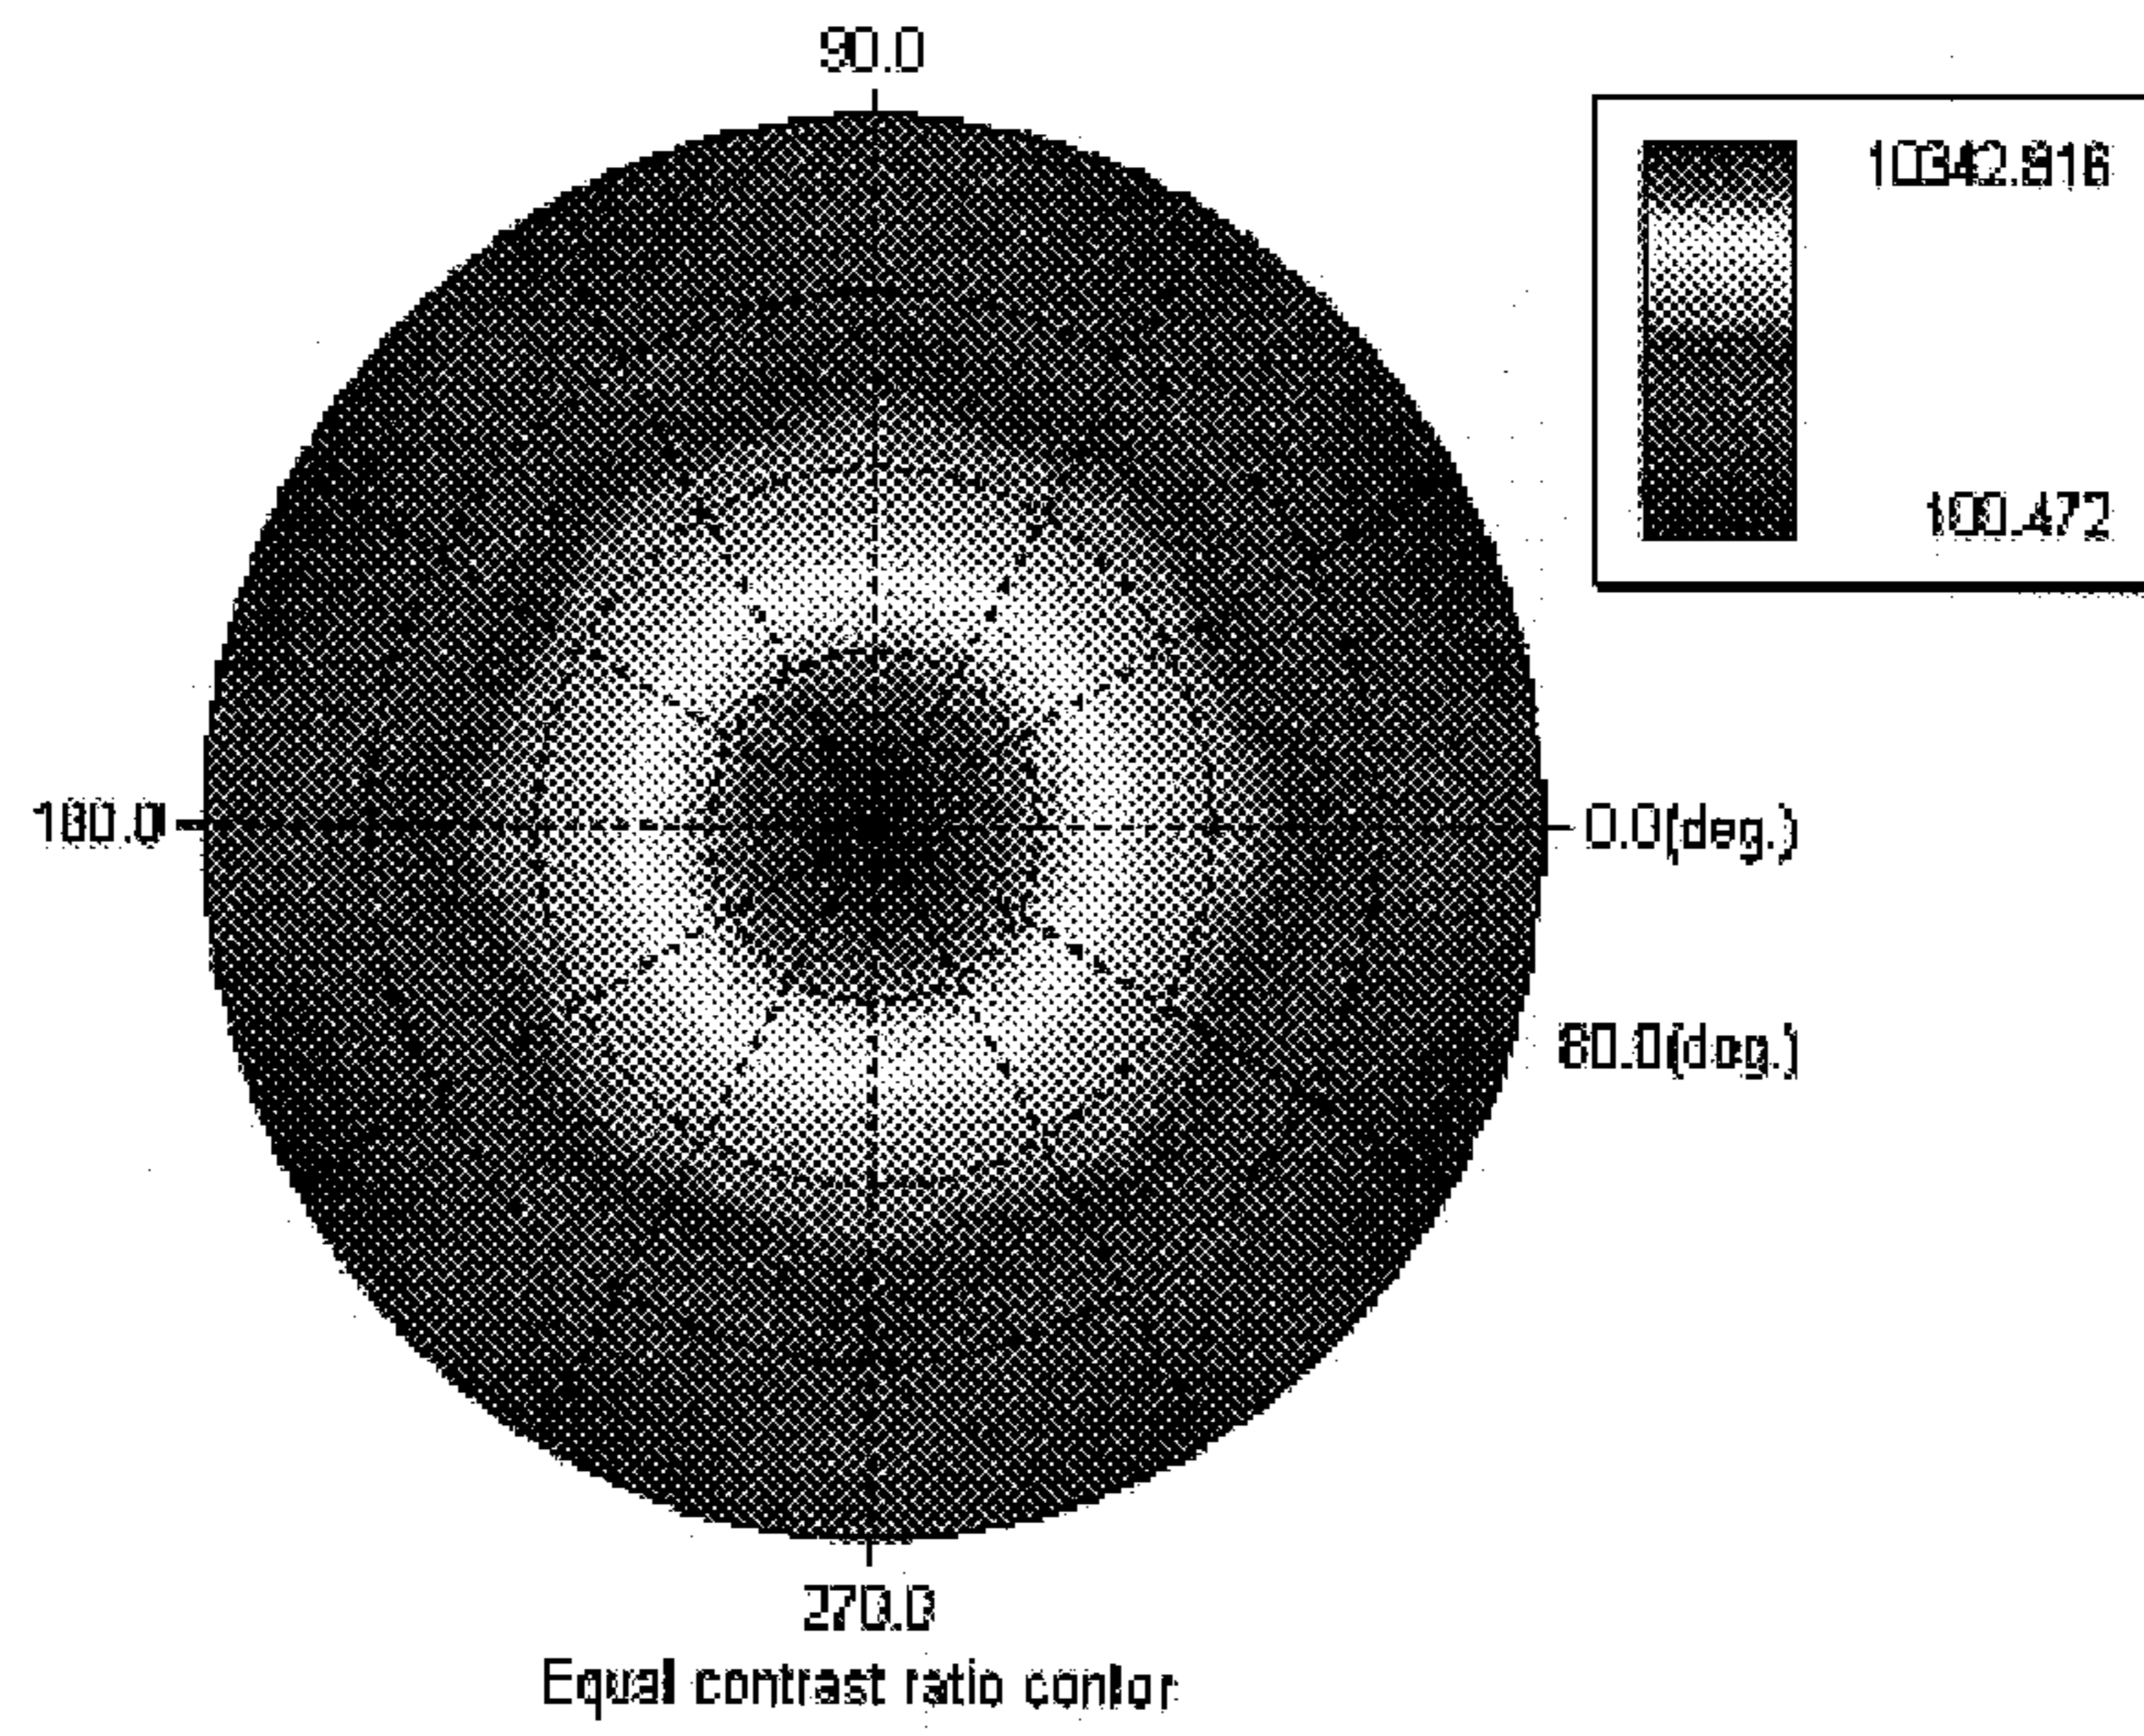 90.0
10342.816
100.472
180.0
0.0(deg.)
80.0(deg.)
270.0
Equal contrast ratio contor